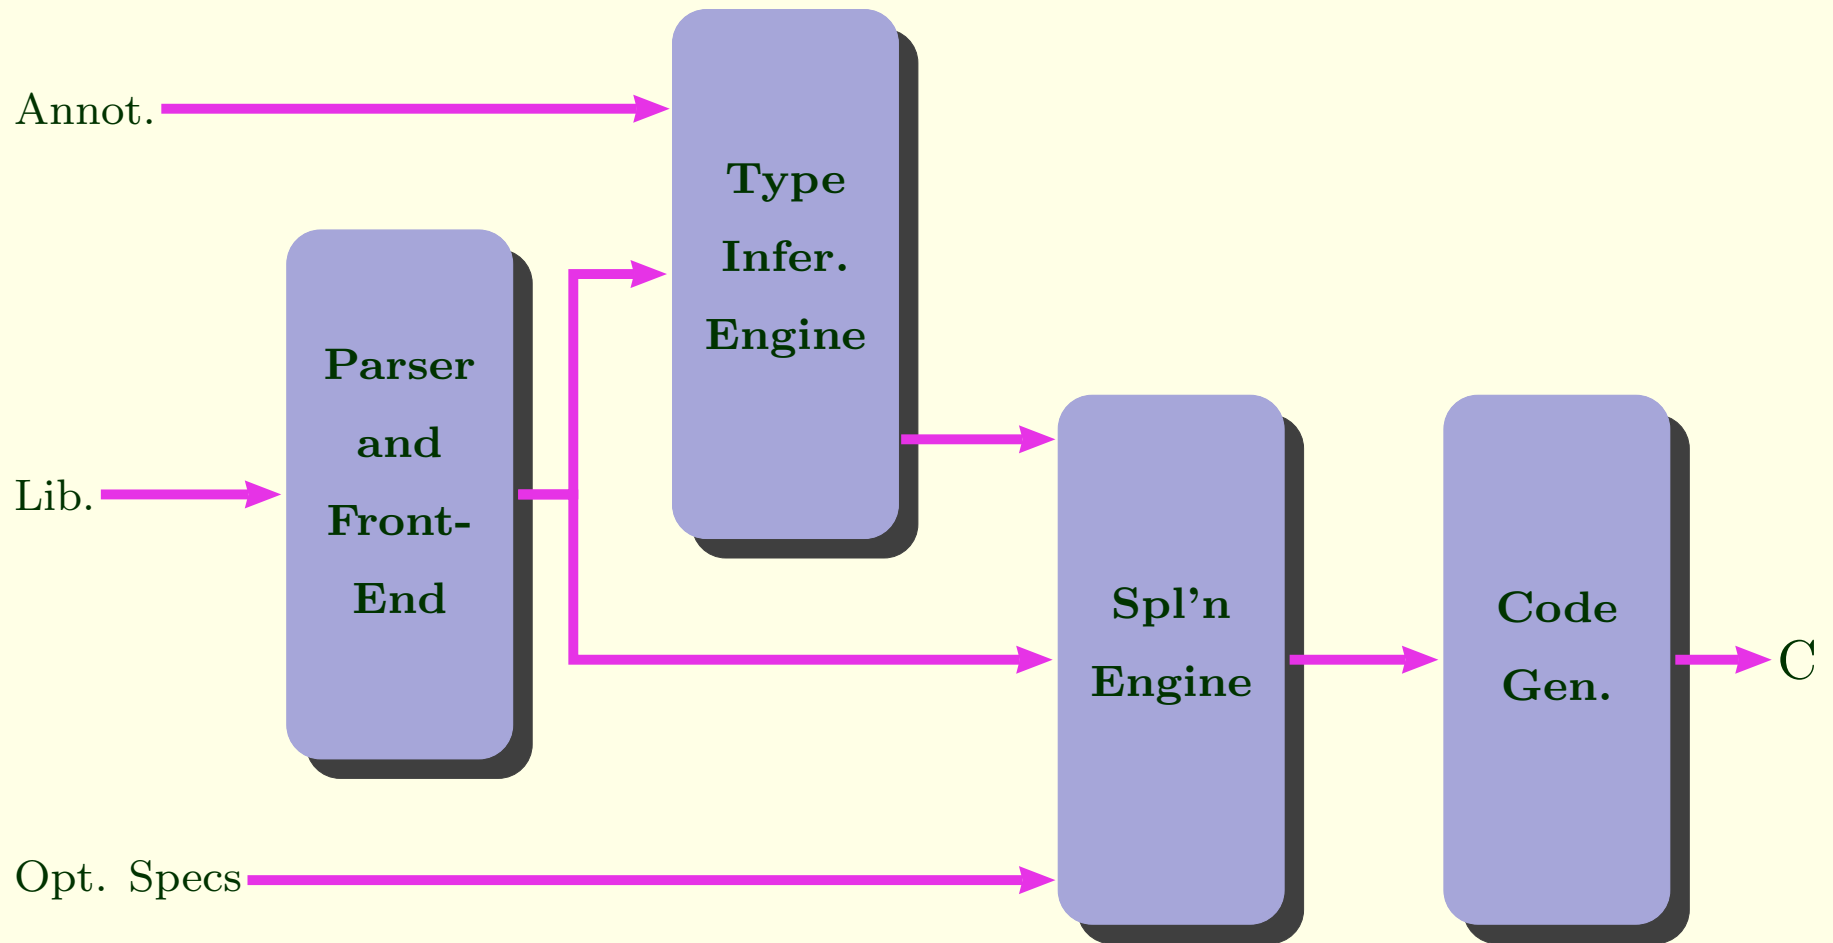 Annot.
Type
Infer.
Engine
Parser
and
Front-
End
Lib.
Spl'n
Engine
Code
Gen.
C
Opt. Specs